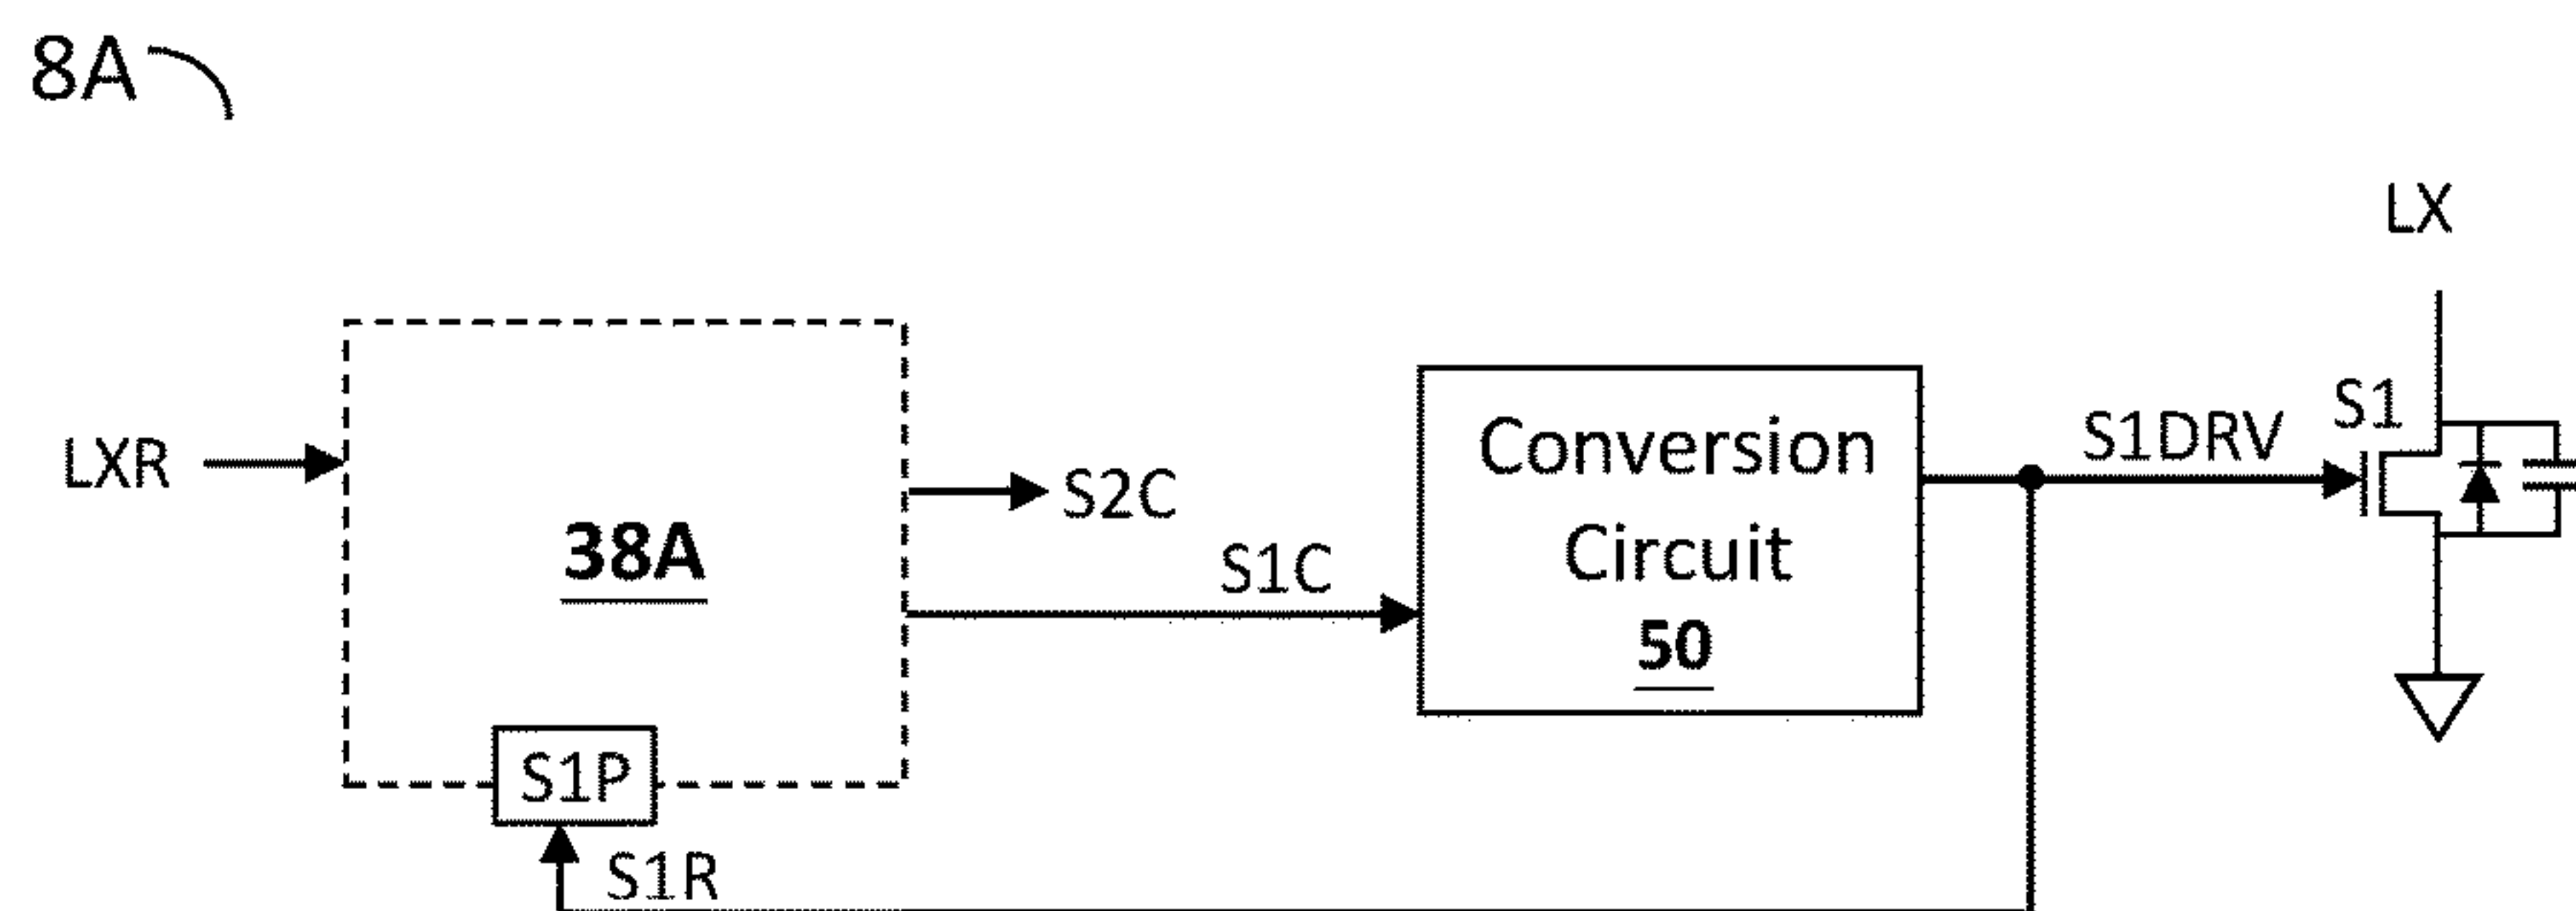 8A
LX
LXR
38A
S2C
S1C
Conversion
Circuit
50
S1DRV
S1
S1P
S1R